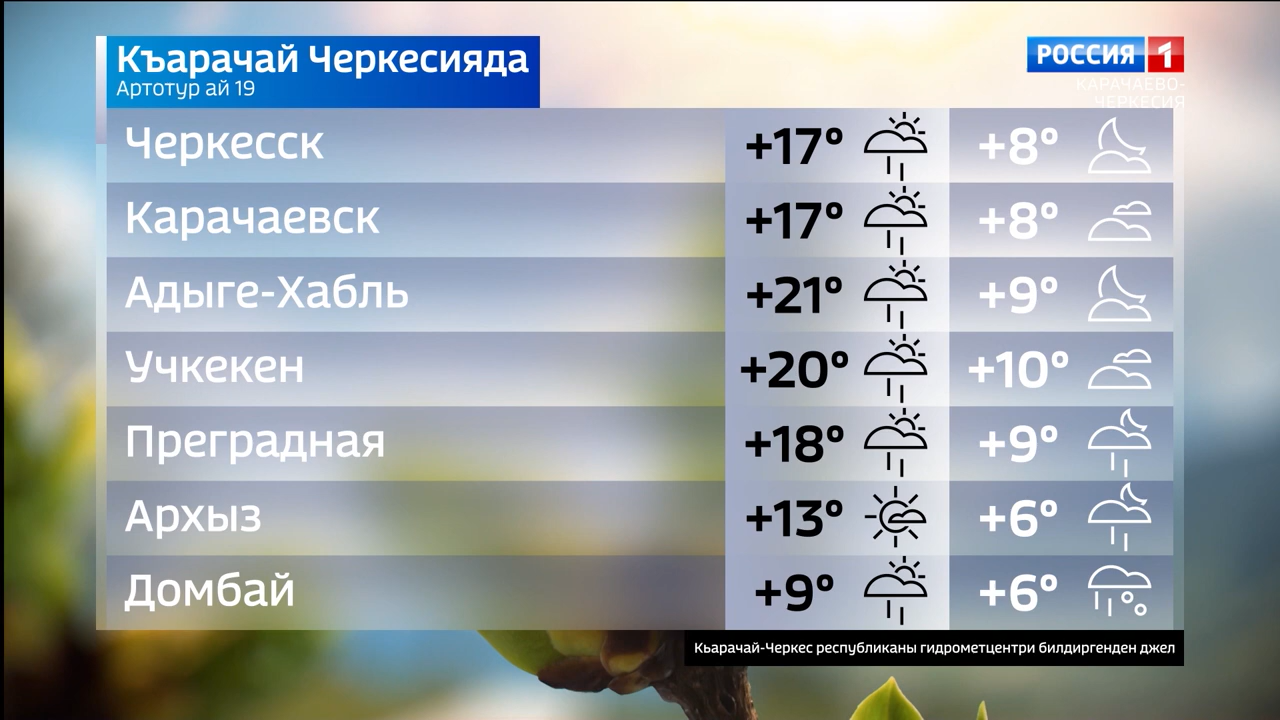 Къарачай Черкесияда
Артотур ай 19
РОССИЯ 1
КАРАЧАЕВО-
ЧЕРКЕСИЯ
Черкесск +17° +8°
Карачаевск +17° +8°
Адыге-Хабль +21° +9°
Учкекен +20° +10°
Преградная +18° +9°
Архыз +13° +6°
Домбай +9° +6°
Кьарачай-Черкес республиканы гидрометцентри билдиргенден джел